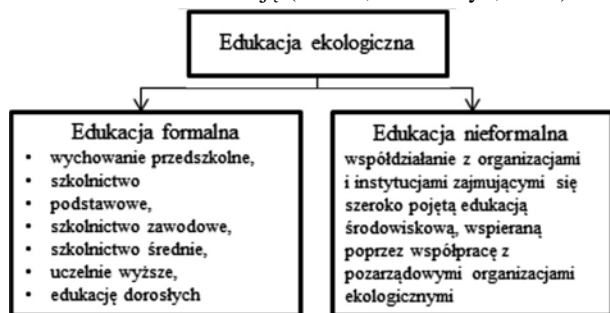 Edukacja ekologiczna
Edukacja formalna
• wychowanie przedszkolne,
• szkolnictwo
• podstawowe,
• szkolnictwo zawodowe,
• szkolnictwo średnie,
• uczelnie wyższe,
• edukację dorosłych
Edukacja nieformalna
współdziałanie z organizacjami
i instytucjami zajmującymi się
szeroko pojętą edukacją
środowiskową, wspieraną
poprzez współpracę z
pozarządowymi organizacjami
ekologicznymi